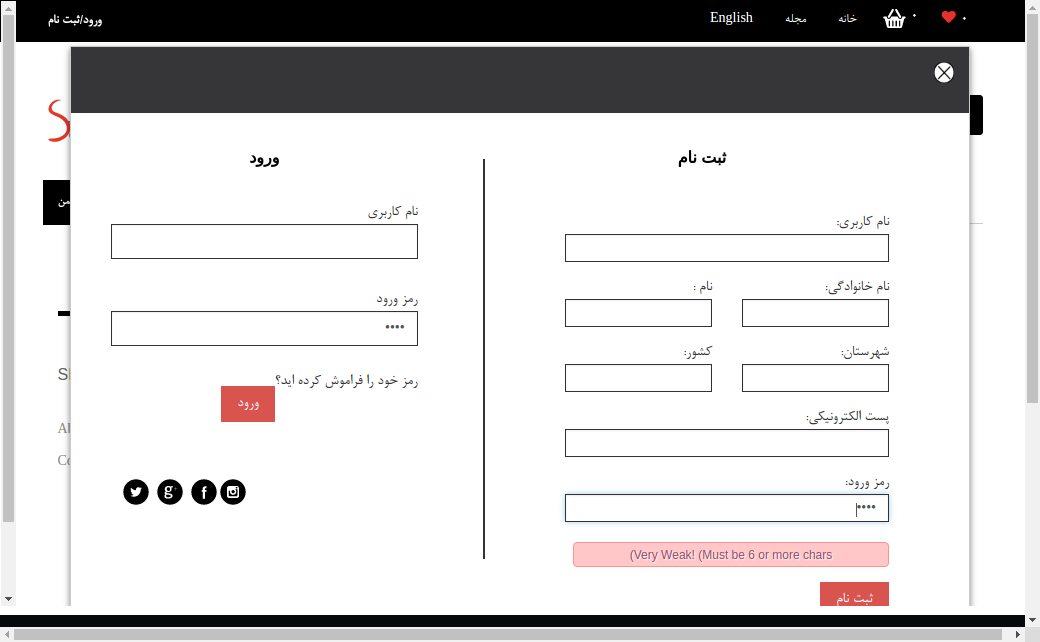 خانه
مجله
English
ورود/ثبت نام
ثبت نام
نام کاربری:
نام خانوادگی:
نام :
شهرستان:
کشور:
پست الکترونیکی:
رمز ورود:
••••
(Very Weak! (Must be 6 or more chars
ثبت نام
ورود
نام کاربری
رمز ورود
••••
رمز خود را فراموش کرده اید؟
ورود